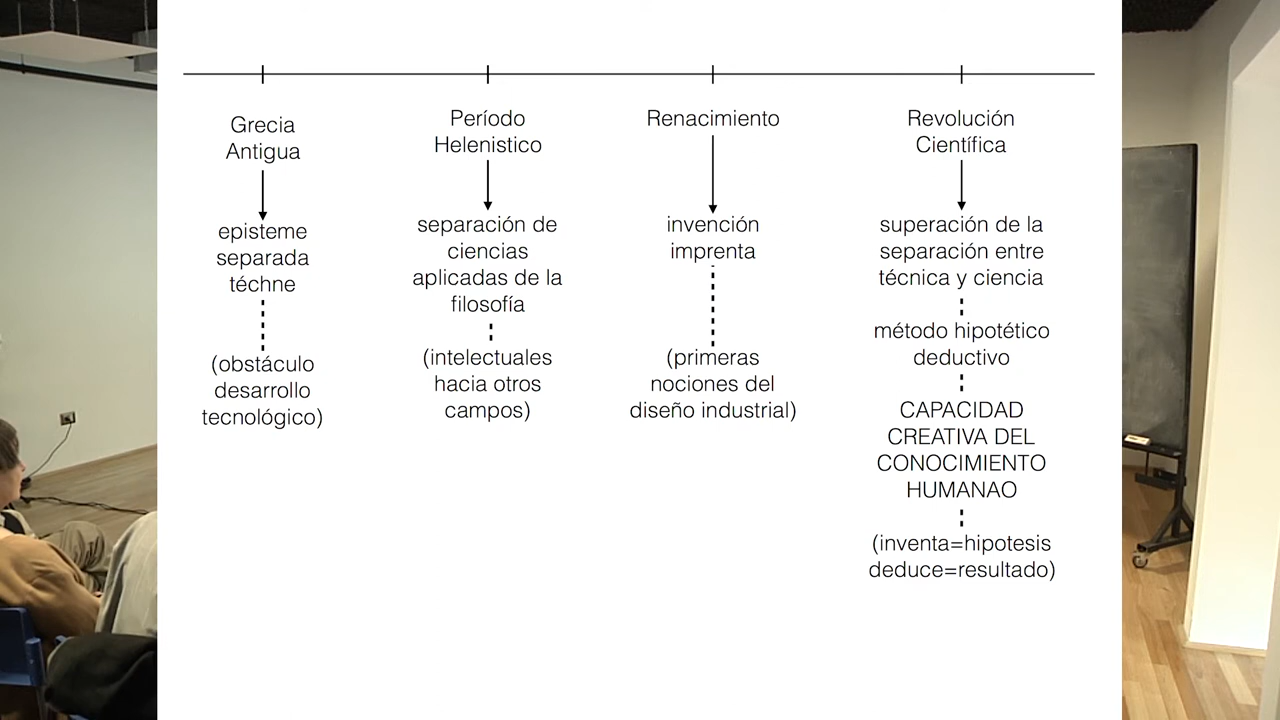 Grecia
Antigua
episteme
separada
téchne
(obstáculo
desarrollo
tecnológico)
Período
Helenistico
separación de
ciencias
aplicadas de la
filosofía
(intelectuales
hacia otros
campos)
Renacimiento
invención
imprenta
(primeras
nociones del
diseño industrial)
Revolución
Científica
superación de la
separación entre
técnica y ciencia
método hipotético
deductivo
CAPACIDAD
CREATIVA DEL
CONOCIMIENTO
HUMANAO
(inventa=hipotesis
deduce=resultado)